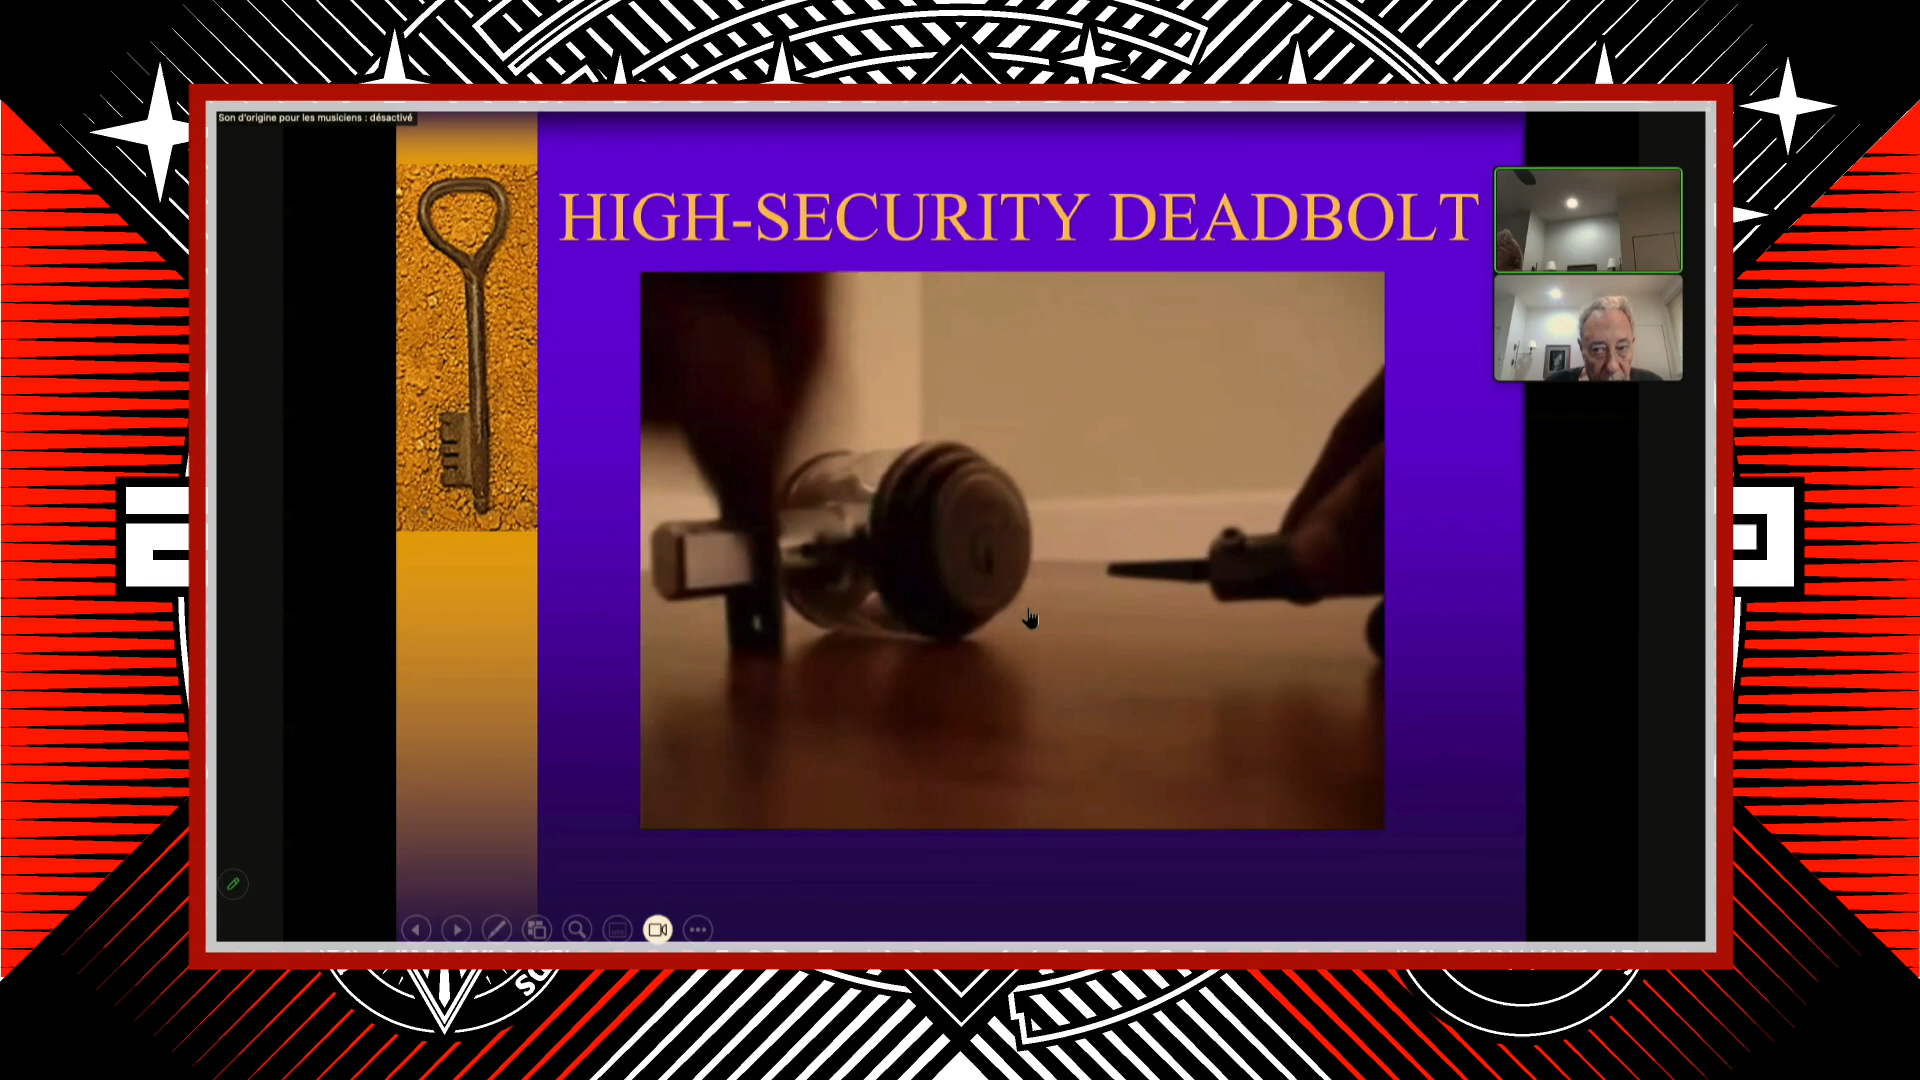 Son d'origine pour les musiciens : désactivé
HIGH-SECURITY DEADBOLT